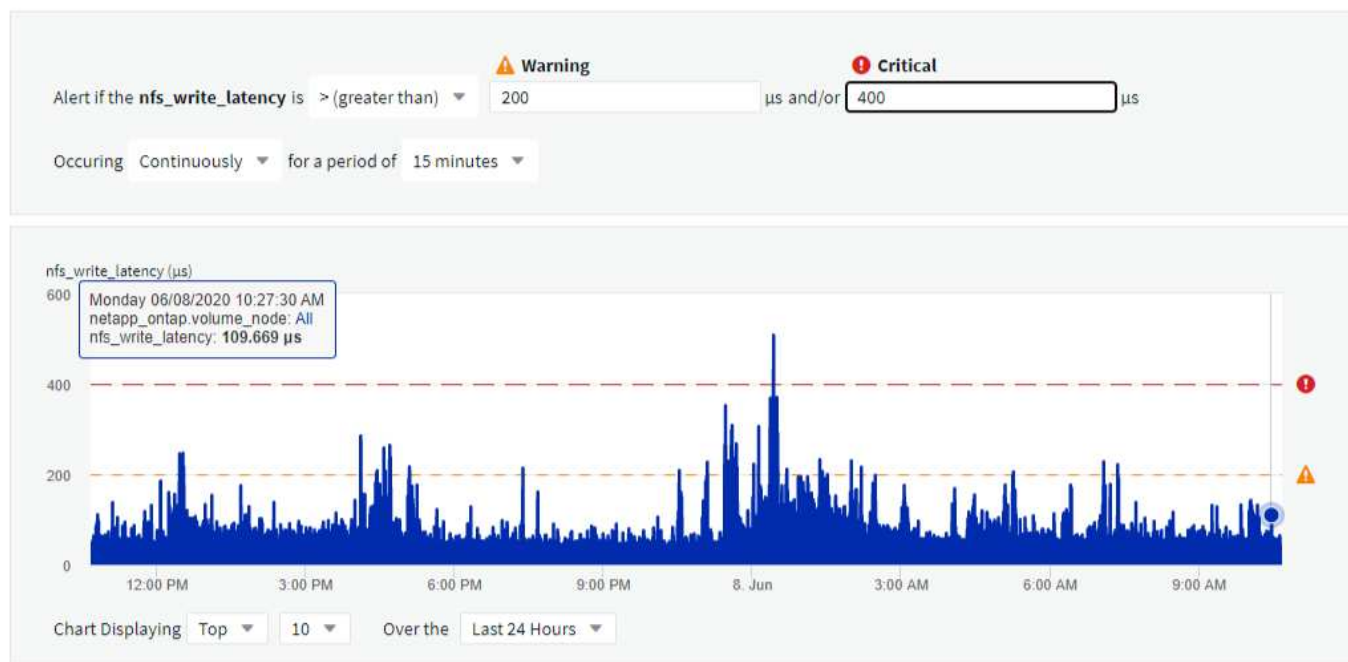 Warning
Critical
Alert if the nfs_write_latency is > (greater than) 200 µs and/or 400 µs
Occuring Continuously for a period of 15 minutes
nfs_write_latency (µs)
600
Monday 06/08/2020 10:27:30 AM
netapp_ontap.volume_node: All
nfs_write_latency: 109.669 µs
400
200
0
12:00 PM 3:00 PM 6:00 PM 9:00 PM 8. Jun 3:00 AM 6:00 AM 9:00 AM
Chart Displaying Top 10 Over the Last 24 Hours